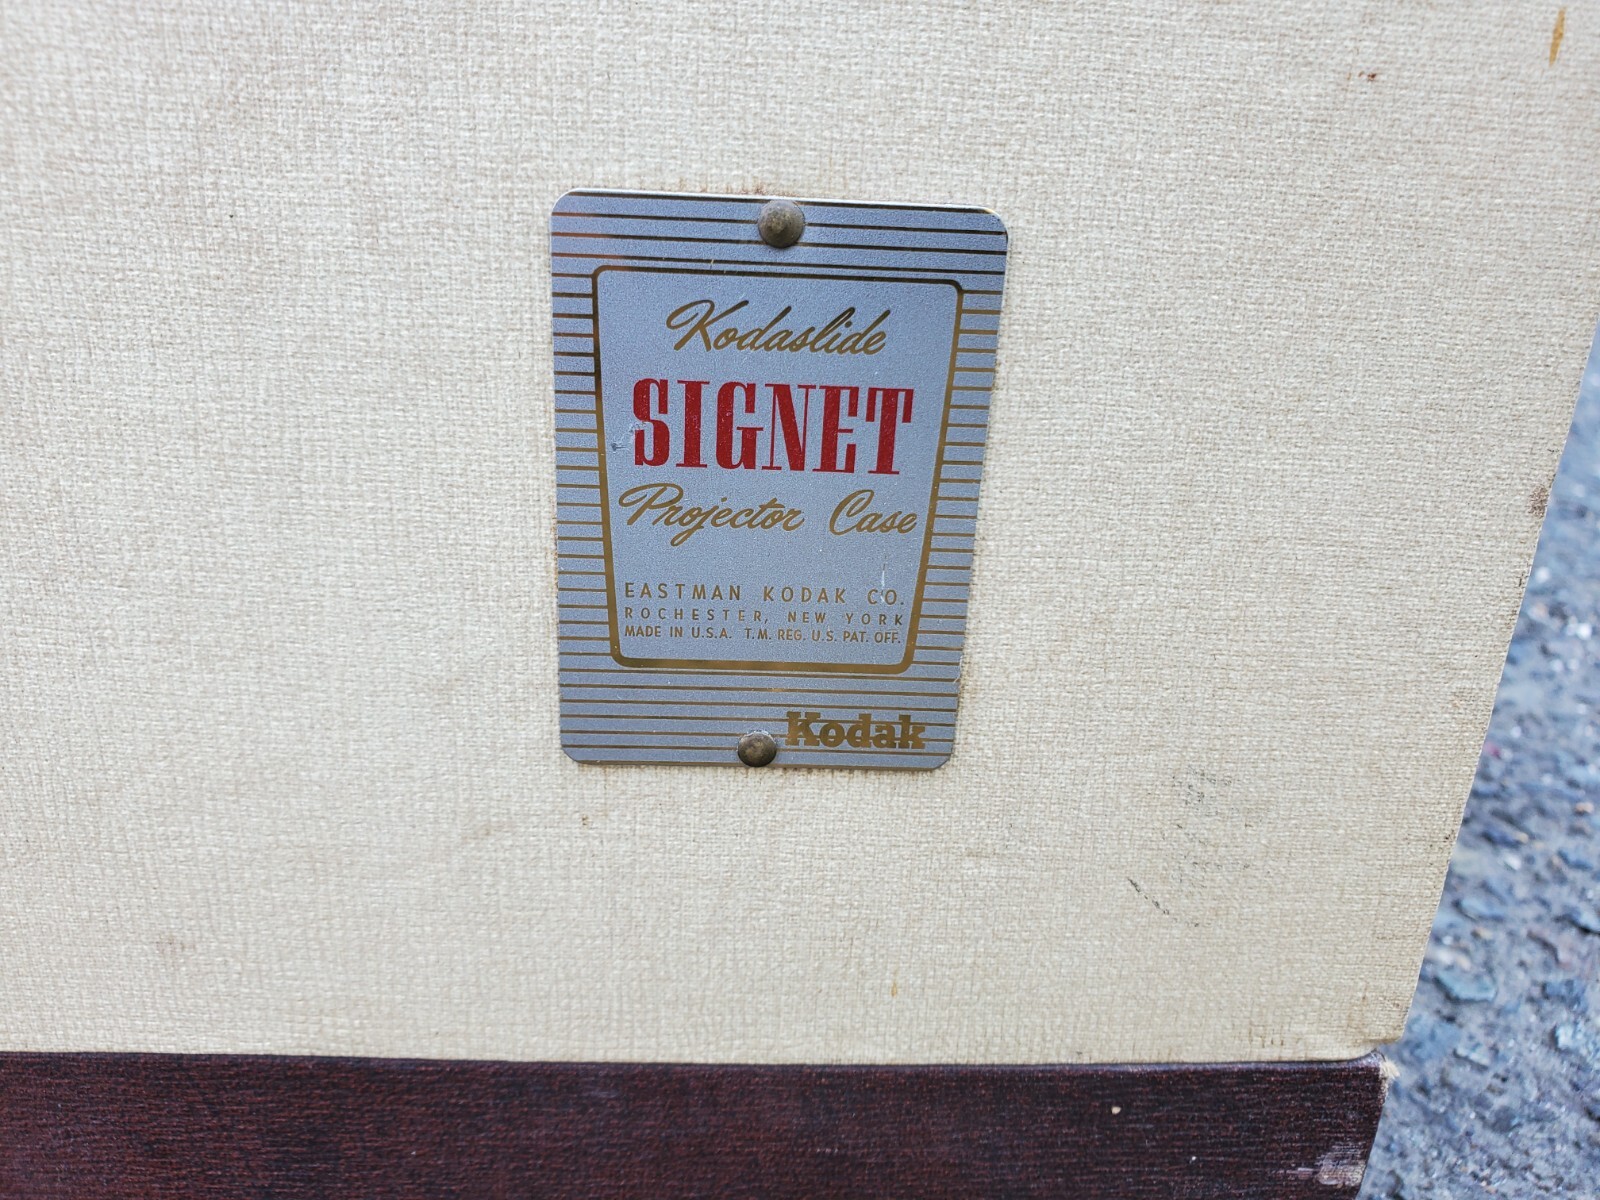 Kodaslide
SIGNET
Projector Case
EASTMAN KODAK CO.
ROCHESTER, NEW YORK
MADE IN U.S.A. T.M. REG. U.S. PAT. OFF.
Kodak